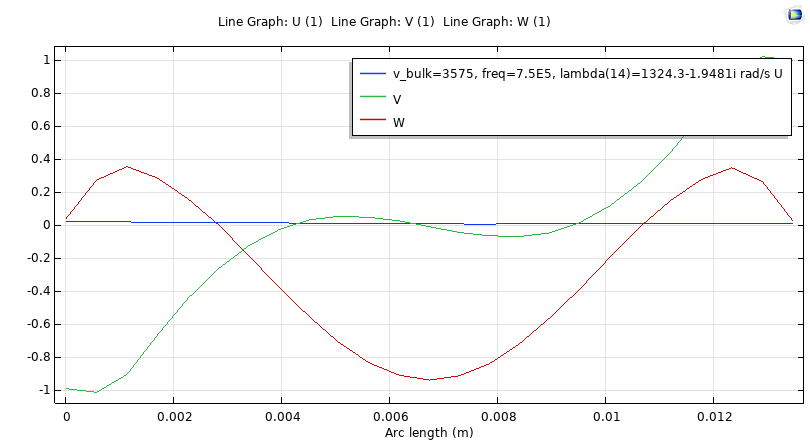 Line Graph: U (1)  Line Graph: V (1)  Line Graph: W (1)
v_bulk=3575, freq=7.5E5, lambda(14)=1324.3-1.9481i rad/s U
V
W
1
0.8
0.6
0.4
0.2
0
-0.2
-0.4
-0.6
-0.8
-1
0 0.002 0.004 0.006 0.008 0.01 0.012
Arc length (m)